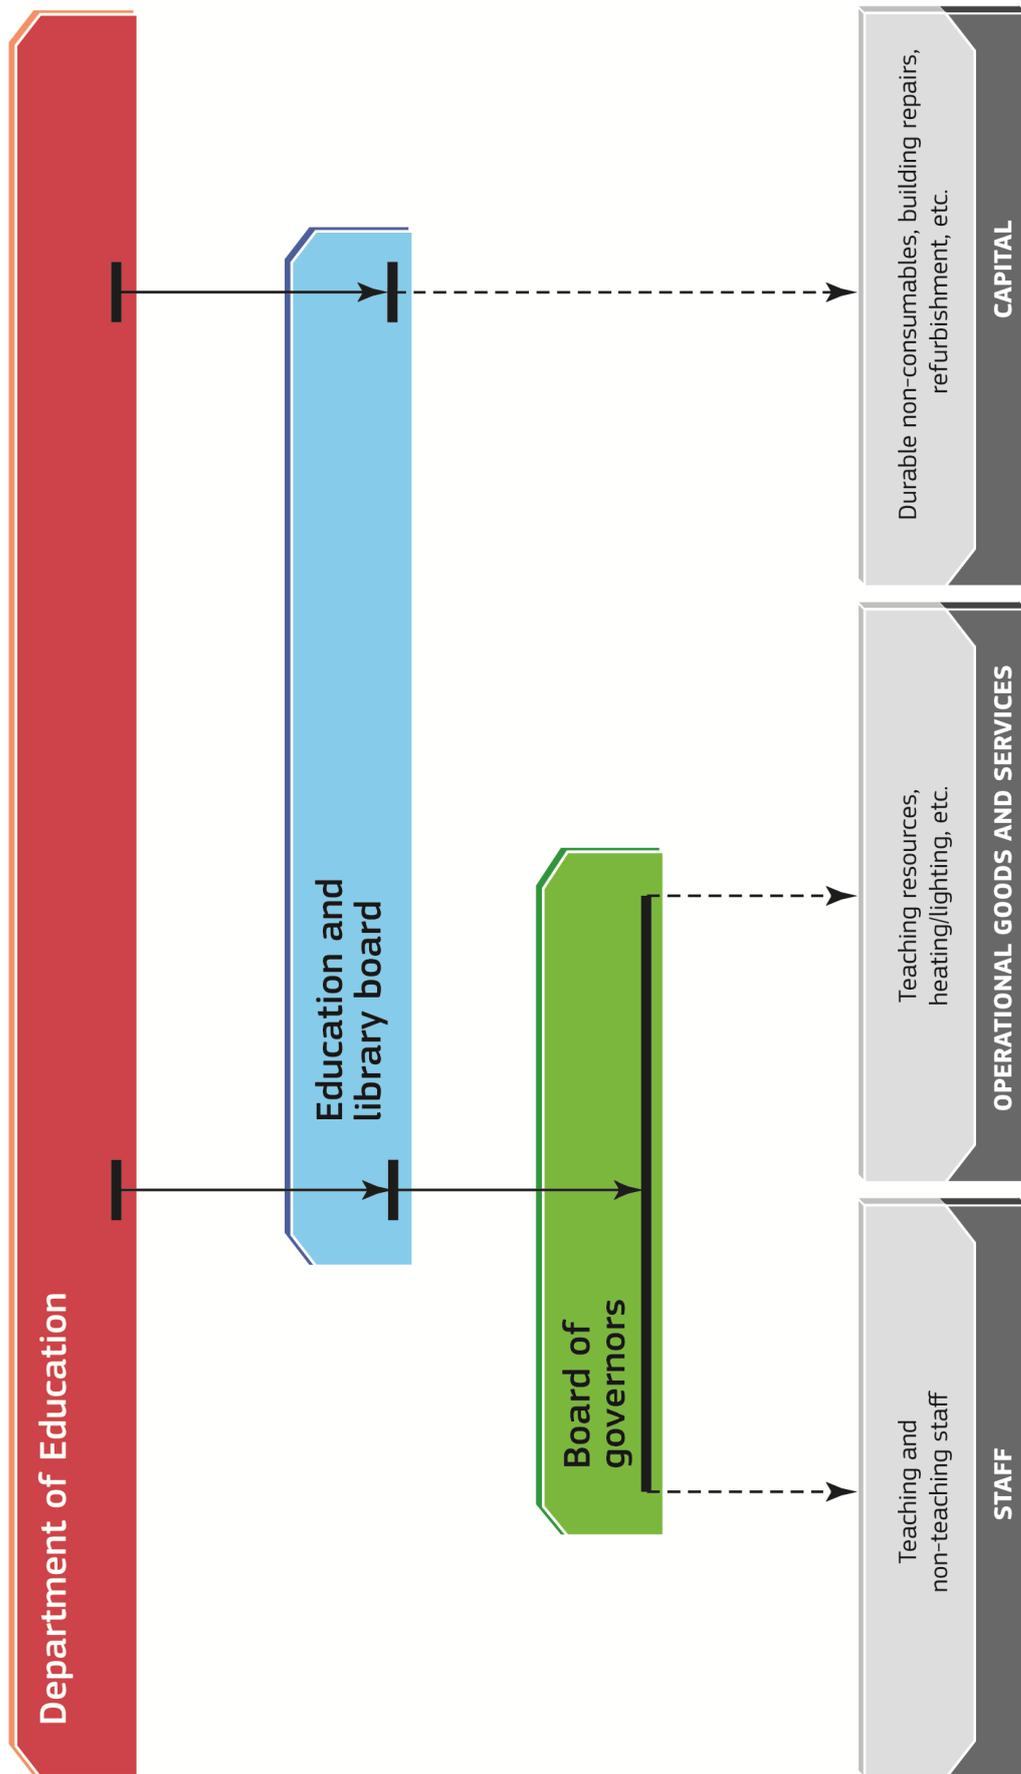 Department of Education
Education and
library board
Board of
governors
Teaching and
non-teaching staff
STAFF
Teaching resources,
heating/lighting, etc.
OPERATIONAL GOODS AND SERVICES
Durable non-consumables, building repairs,
refurbishment, etc.
CAPITAL